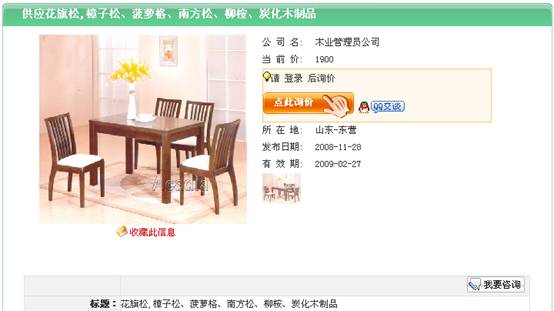 供应花旗松,樟子松、菠萝格、南方松、柳桉、炭化木制品
公 司 名: 木业管理员公司
当 前 价: 1900
请 登录 后询价
点此询价
QQ交谈
所 在 地: 山东-东营
发布日期: 2008-11-28
有 效 期: 2009-02-27
收藏此信息
我要咨询
标题: 花旗松,樟子松、菠萝格、南方松、柳桉、炭化木制品